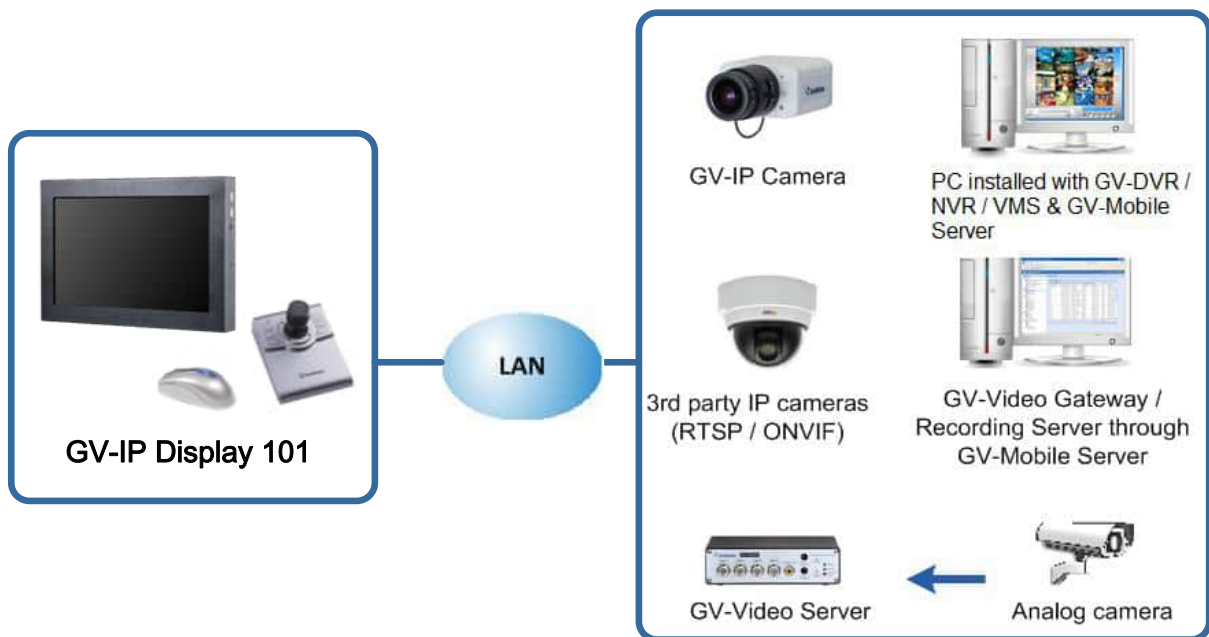 GV-IP Display 101
LAN
GV-IP Camera
PC installed with GV-DVR /
NVR / VMS & GV-Mobile
Server
3rd party IP cameras
(RTSP / ONVIF)
GV-Video Gateway /
Recording Server through
GV-Mobile Server
GV-Video Server
Analog camera